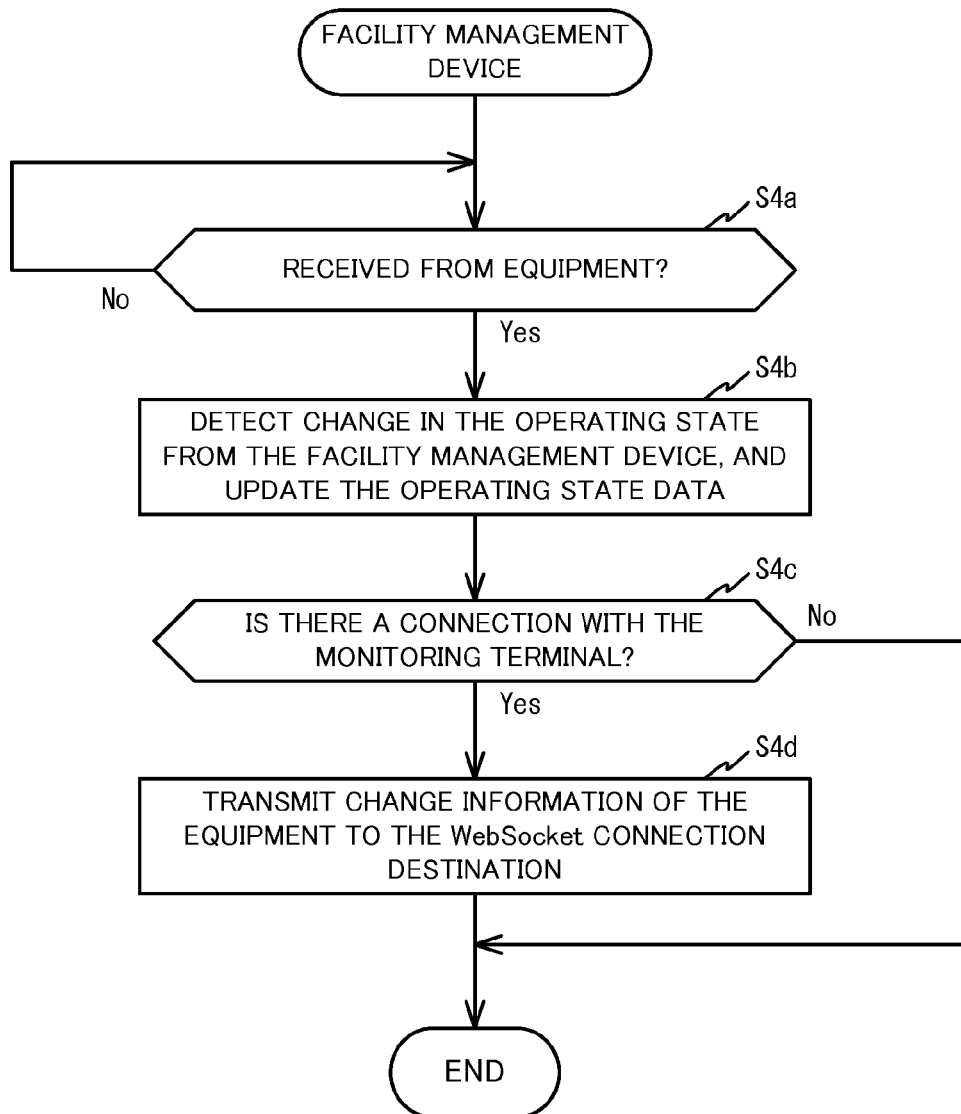 FACILITY MANAGEMENT
DEVICE
S4a
RECEIVED FROM EQUIPMENT?
No
Yes
S4b
DETECT CHANGE IN THE OPERATING STATE
FROM THE FACILITY MANAGEMENT DEVICE, AND
UPDATE THE OPERATING STATE DATA
S4c
IS THERE A CONNECTION WITH THE
MONITORING TERMINAL?
No
Yes
S4d
TRANSMIT CHANGE INFORMATION OF THE
EQUIPMENT TO THE WebSocket CONNECTION
DESTINATION
END